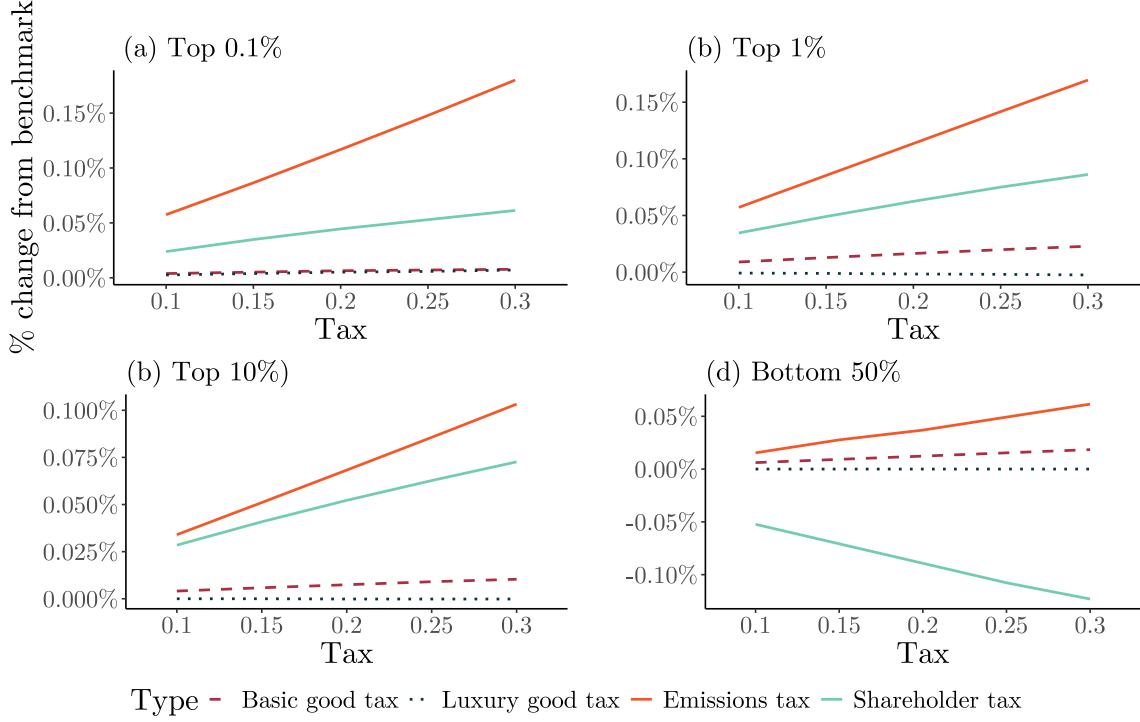 % change from benchmark
(a) Top 0.1%
0.15%
0.10%
0.05%
0.00%
0.1 0.15 0.2 0.25 0.3
Tax
(b) Top 1%
0.15%
0.10%
0.05%
0.00%
0.1 0.15 0.2 0.25 0.3
Tax
(b) Top 10%)
0.100%
0.075%
0.050%
0.025%
0.000%
0.1 0.15 0.2 0.25 0.3
Tax
(d) Bottom 50%
0.05%
0.00%
-0.05%
-0.10%
0.1 0.15 0.2 0.25 0.3
Tax
Type Basic good tax Luxury good tax Emissions tax Shareholder tax